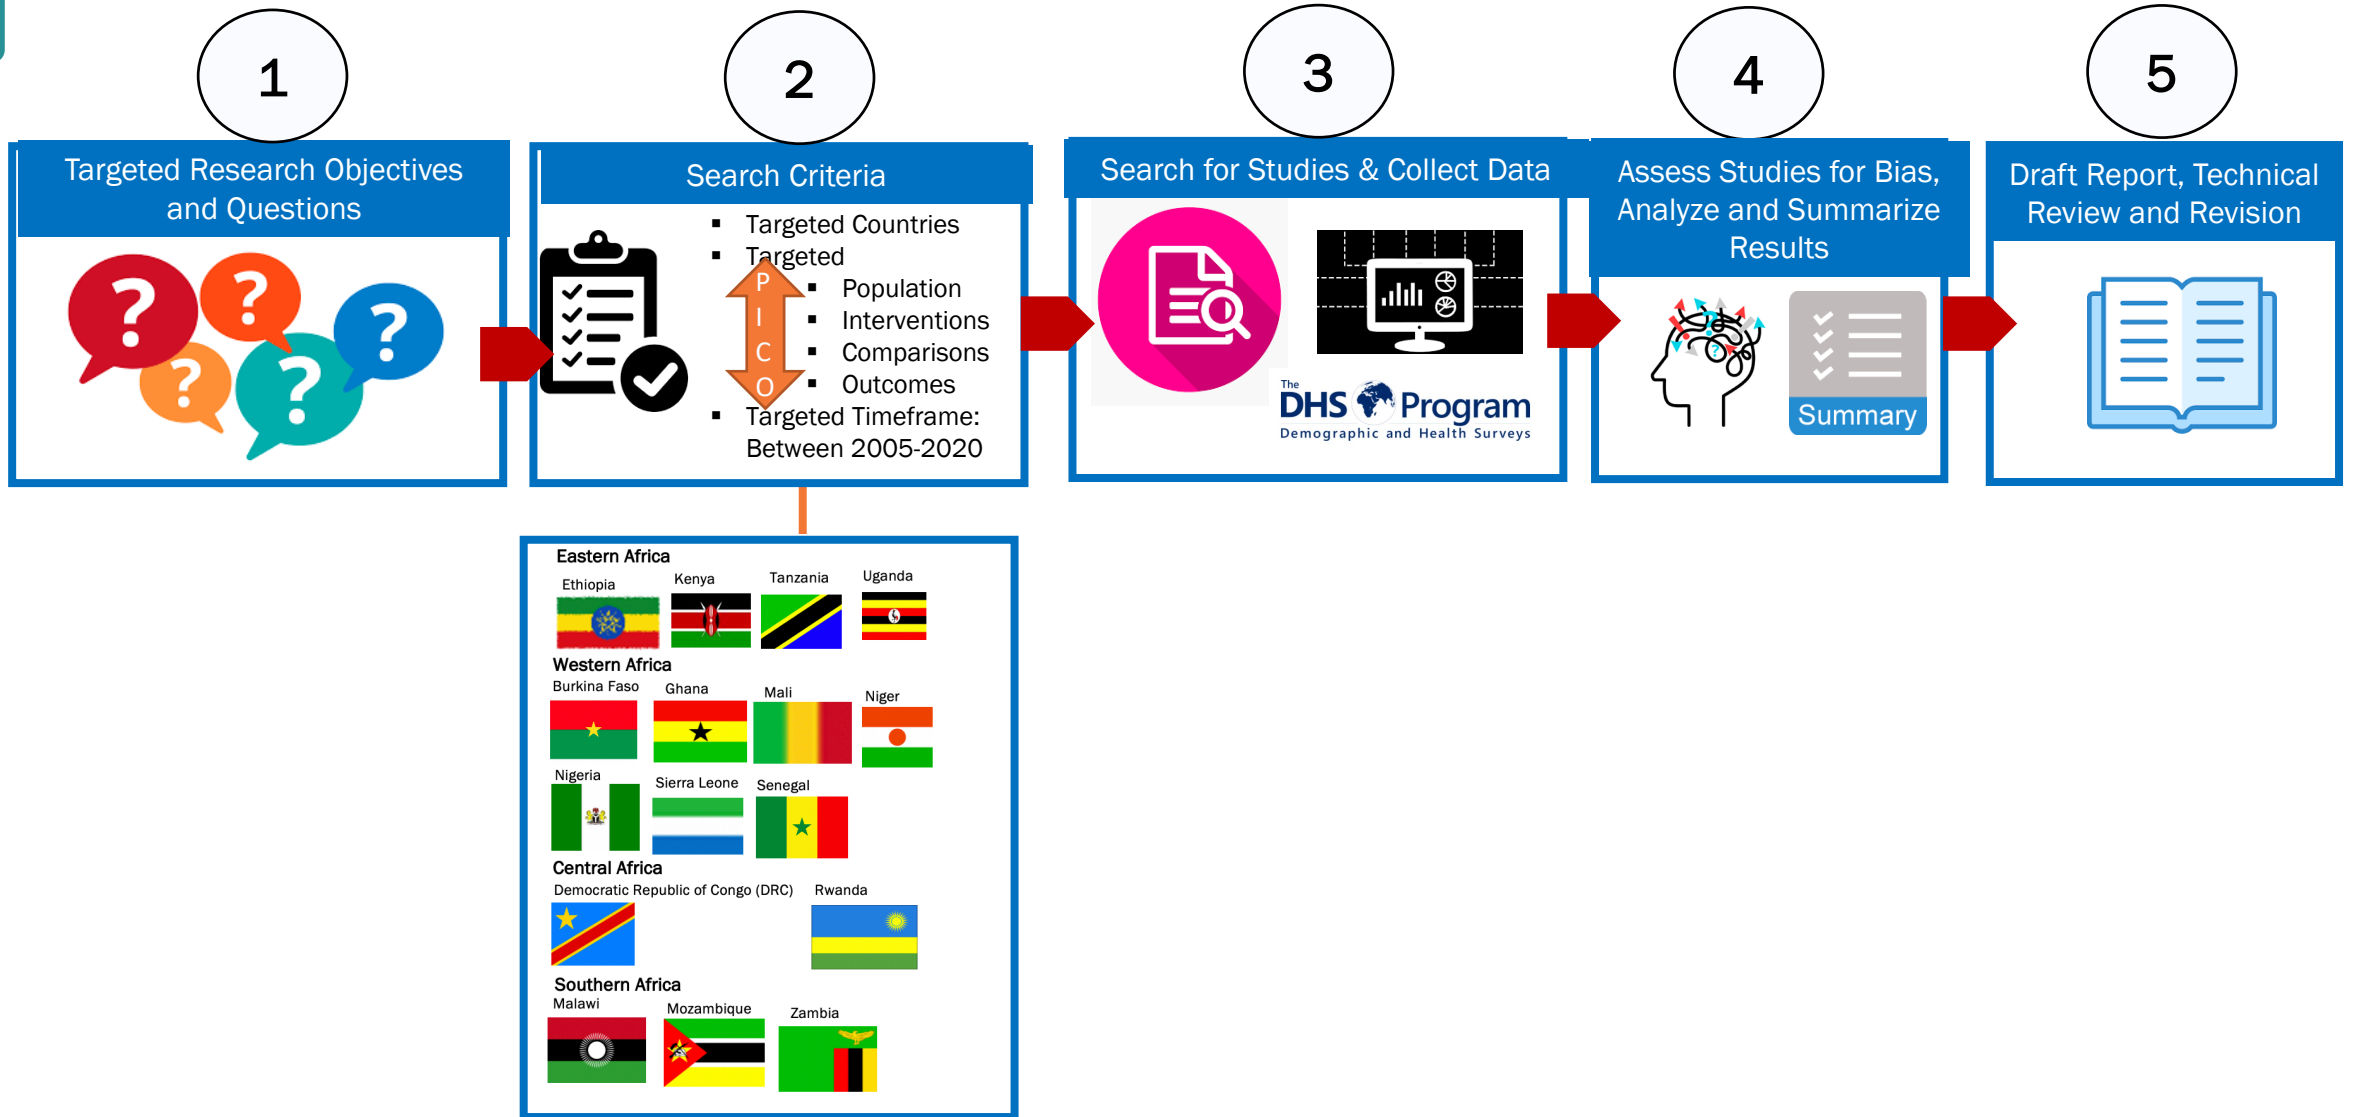 1
2
3
4
5
Targeted Research Objectives
and Questions
Search Criteria
▪ Targeted Countries
▪ Targeted
P
I
C
O
▪ Population
▪ Interventions
▪ Comparisons
▪ Outcomes
▪ Targeted Timeframe:
Between 2005-2020
Search for Studies & Collect Data
The
DHS Program
Demographic and Health Surveys
Assess Studies for Bias,
Analyze and Summarize
Results
Summary
Draft Report, Technical
Review and Revision
Eastern Africa
Ethiopia
Kenya
Tanzania
Uganda
Western Africa
Burkina Faso
Ghana
Mali
Niger
Nigeria
Sierra Leone
Senegal
Central Africa
Democratic Republic of Congo (DRC)
Rwanda
Southern Africa
Malawi
Mozambique
Zambia